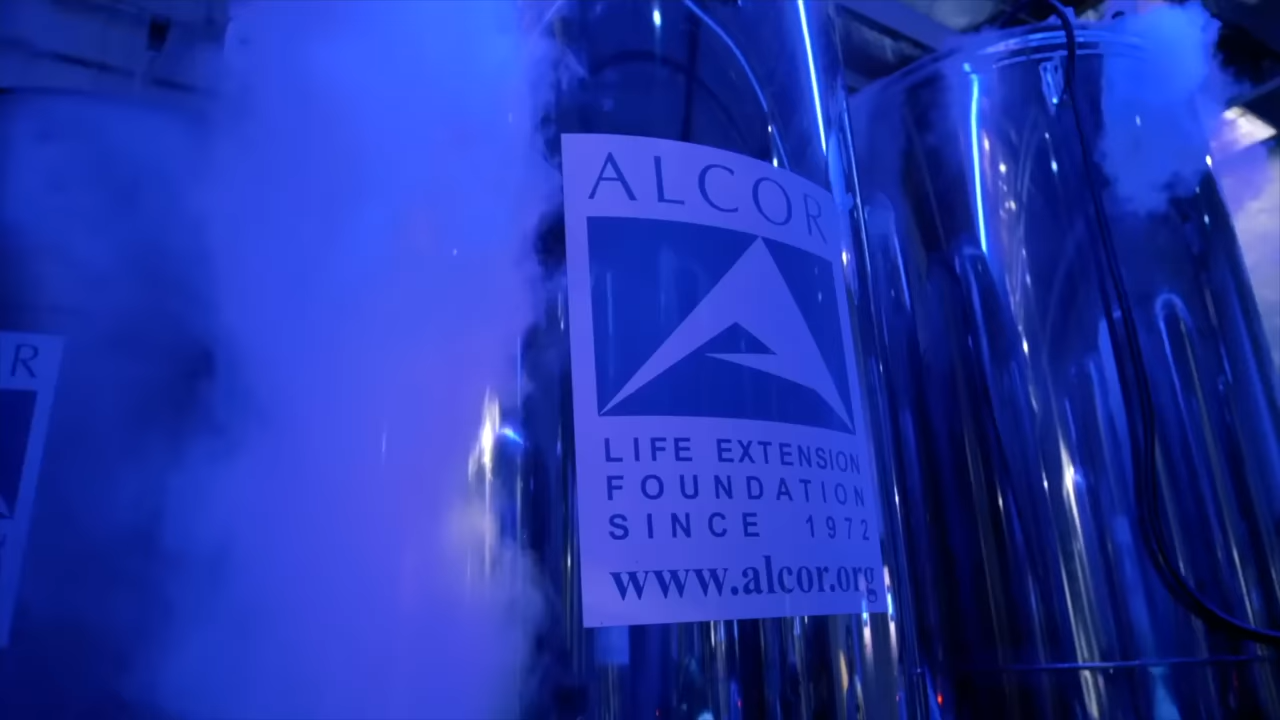 ALCOR
LIFE EXTENSION
FOUNDATION
SINCE 1972
www.alcor.org
R